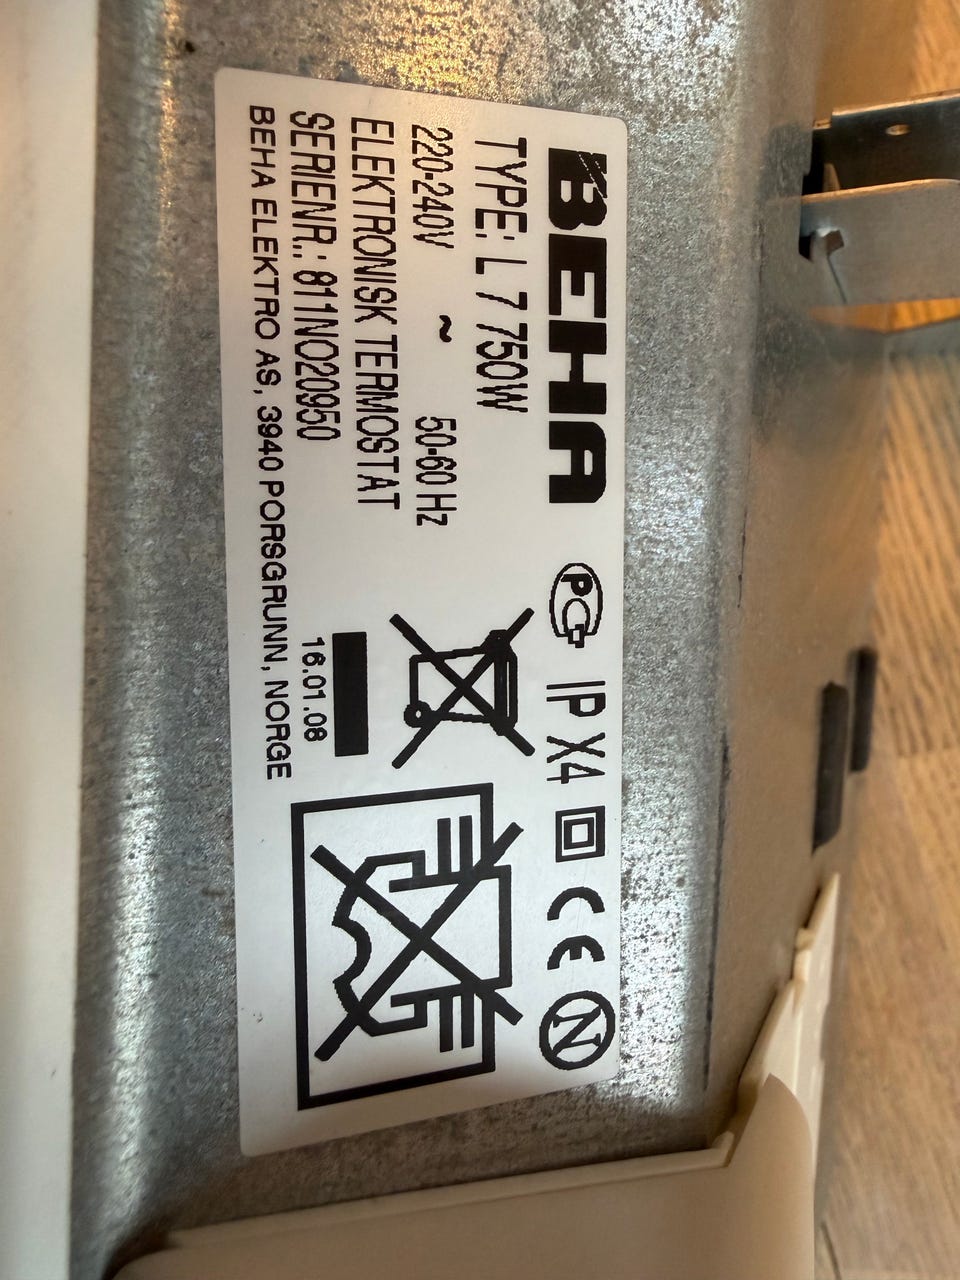 BEHA
IP X4
CE
N
TYPE: L 7 750W
220-240V ~ 50-60 Hz
ELEKTRONISK TERMOSTAT
SERIENR.: 811NO20950
16.01.08
BEHA ELEKTRO AS, 3940 PORSGRUNN, NORGE